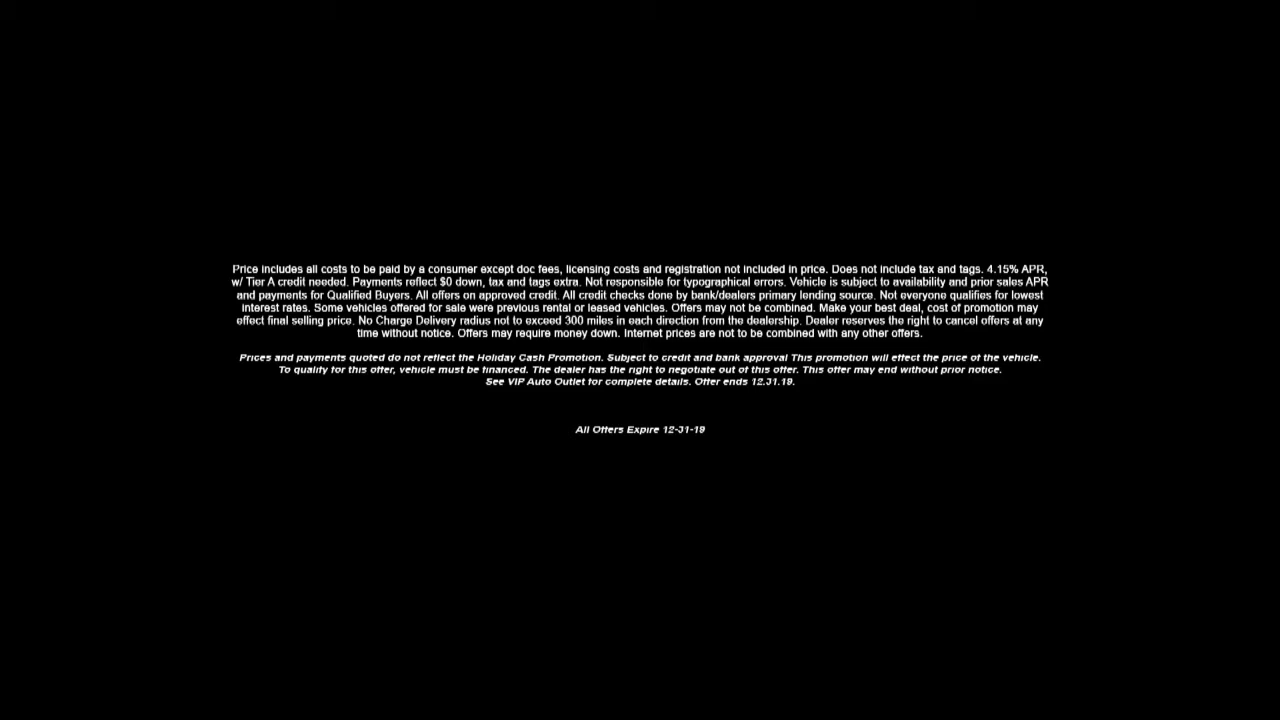 Price includes all costs to be paid by a consumer except doc fees, licensing costs and registration not included in price. Does not include tax and tags. 4.15% APR,
w/ Tier A credit needed. Payments reflect $0 down, tax and tags extra. Not responsible for typographical errors. Vehicle is subject to availability and prior sales APR
and payments for Qualified Buyers. All offers on approved credit. All credit checks done by bank/dealers primary lending source. Not everyone qualifies for lowest
interest rates. Some vehicles offered for sale were previous rental or leased vehicles. Offers may not be combined. Make your best deal, cost of promotion may
effect final selling price. No Charge Delivery radius not to exceed 300 miles in each direction from the dealership. Dealer reserves the right to cancel offers at any
time without notice. Offers may require money down. Internet prices are not to be combined with any other offers.
Prices and payments quoted do not reflect the Holiday Cash Promotion. Subject to credit and bank approval This promotion will effect the price of the vehicle.
To qualify for this offer, vehicle must be financed. The dealer has the right to negotiate out of this offer. This offer may end without prior notice.
See VIP Auto Outlet for complete details. Offer ends 12.31.19.
All Offers Expire 12-31-19